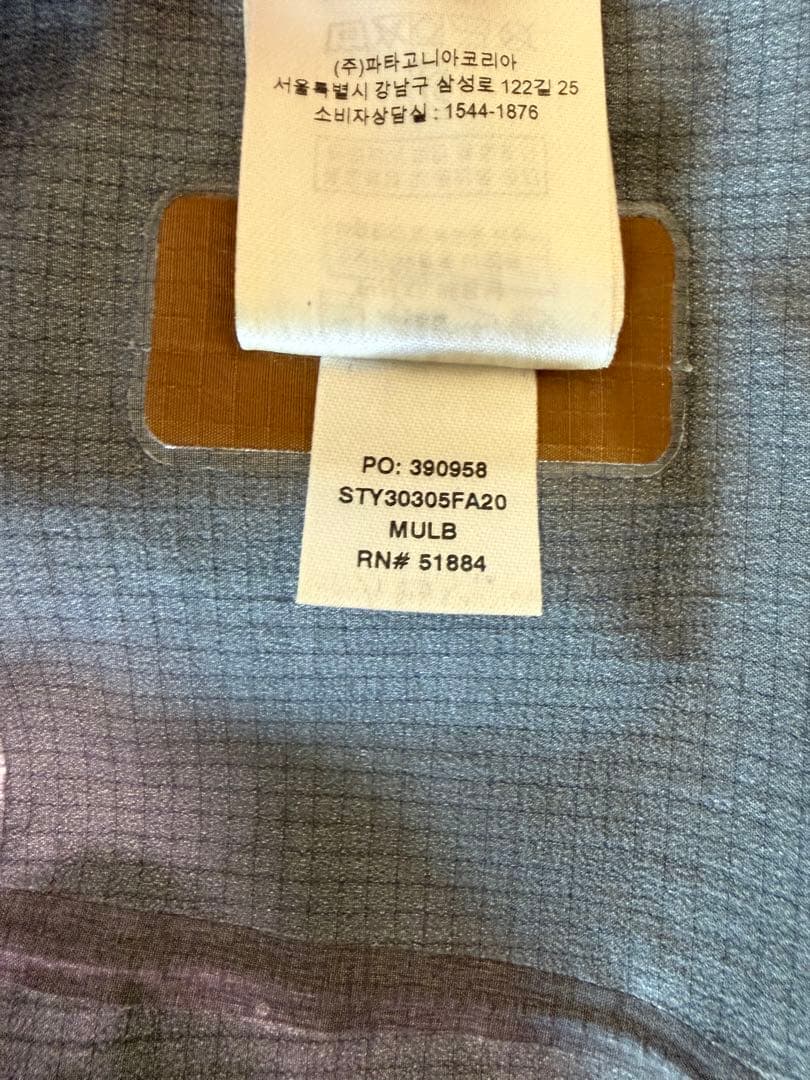 (주)파타고니아코리아
서울특별시 강남구 삼성로 122길 25
소비자상담실 : 1544-1876
PO: 390958
STY30305FA20
MULB
RN# 51884